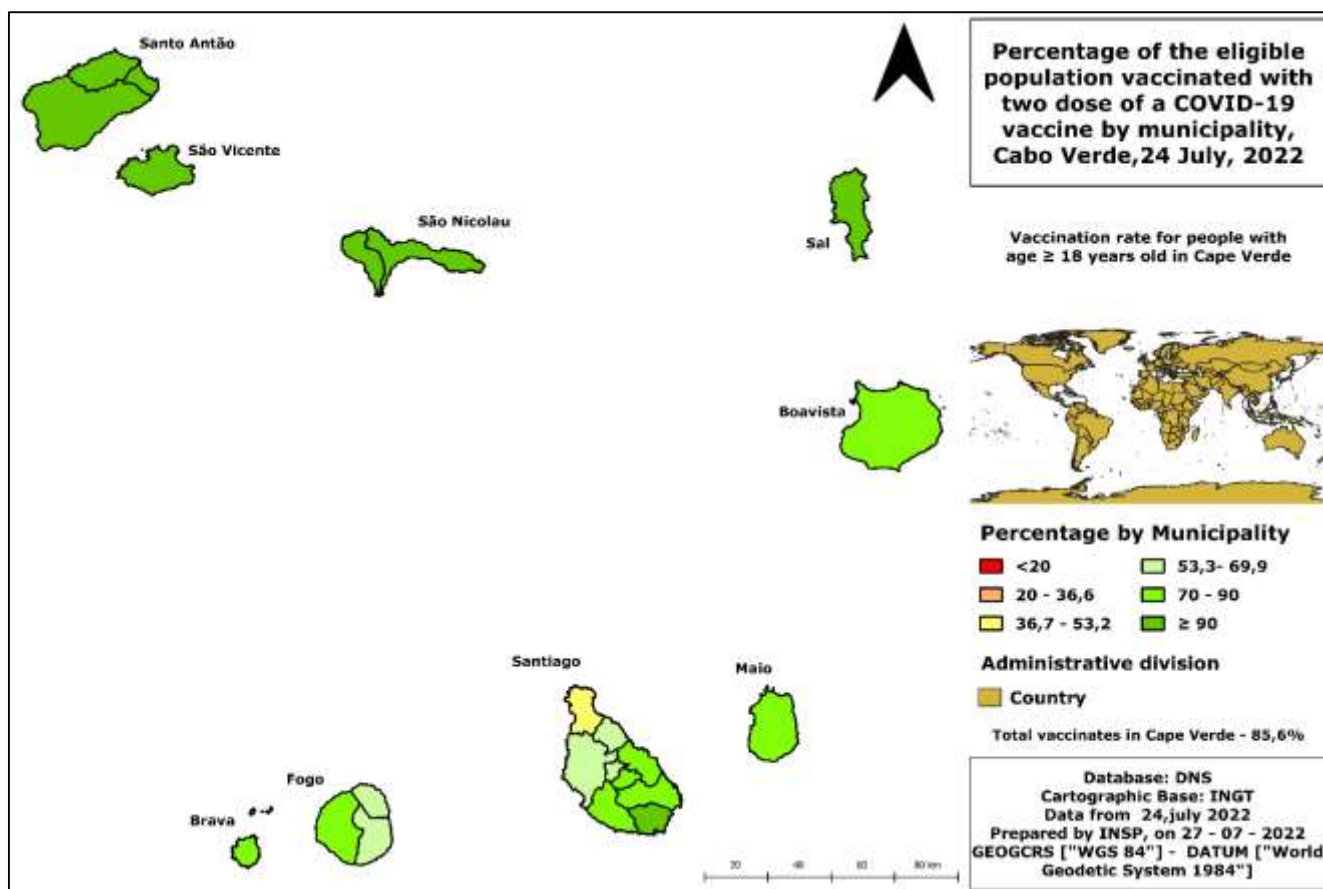 Percentage of the eligible
population vaccinated with
two dose of a COVID-19
vaccine by municipality,
Cabo Verde,24 July, 2022
Vaccination rate for people with
age ≥ 18 years old in Cape Verde
Santo Antão
São Vicente
São Nicolau
Sal
Boavista
Santiago
Maio
Fogo
Brava
Percentage by Municipality
<20
20 - 36,6
36,7 - 53,2
53,3- 69,9
70 - 90
≥ 90
Administrative division
Country
Total vaccinates in Cape Verde - 85,6%
Database: DNS
Cartographic Base: INGT
Data from 24,july 2022
Prepared by INSP, on 27 - 07 - 2022
GEOGCRS ["WGS 84"] - DATUM ["World
Geodetic System 1984"]
20 40 60 80 km